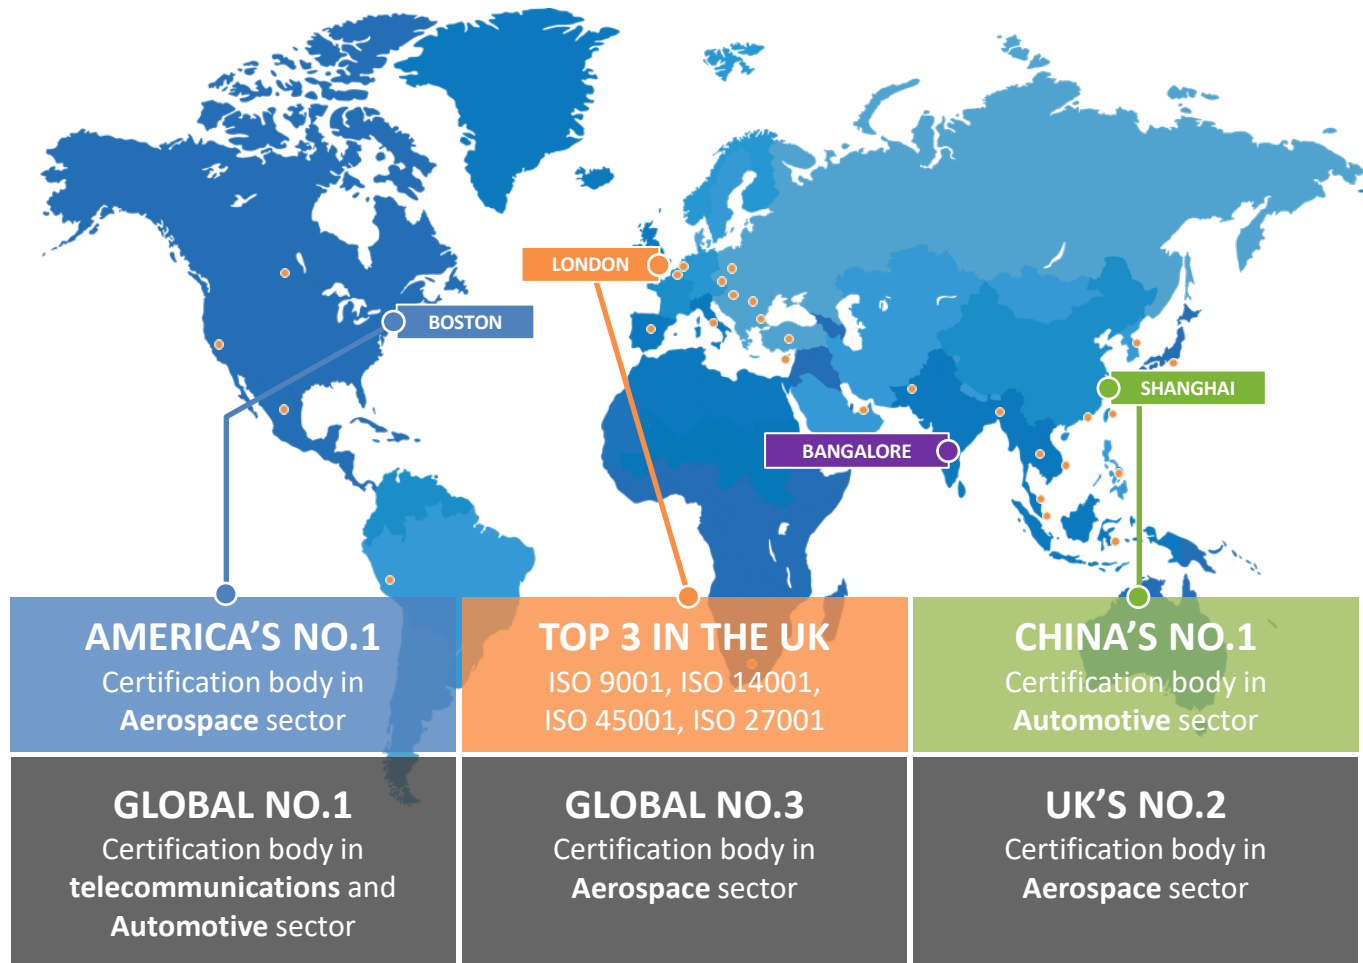 LONDON
BOSTON
SHANGHAI
BANGALORE
AMERICA’S NO.1
Certification body in
Aerospace sector
TOP 3 IN THE UK
ISO 9001, ISO 14001,
ISO 45001, ISO 27001
CHINA’S NO.1
Certification body in
Automotive sector
GLOBAL NO.1
Certification body in
telecommunications and
Automotive sector
GLOBAL NO.3
Certification body in
Aerospace sector
UK’S NO.2
Certification body in
Aerospace sector